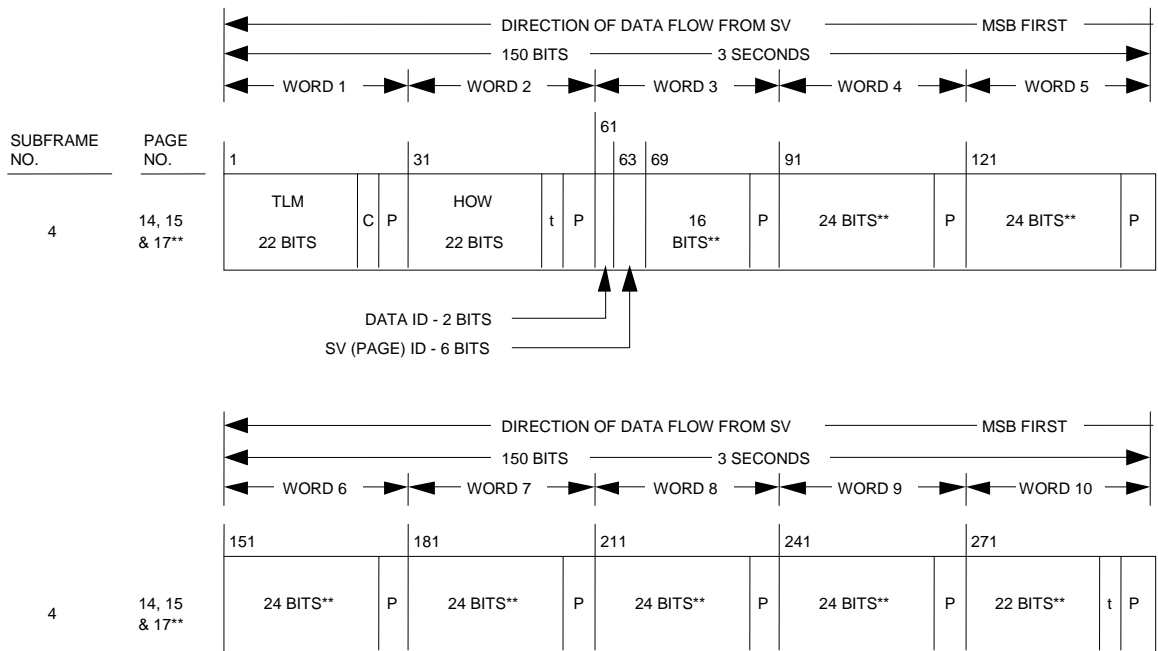 DIRECTION OF DATA FLOW FROM SV MSB FIRST
150 BITS 3 SECONDS
WORD 1 WORD 2 WORD 3 WORD 4 WORD 5
SUBFRAME NO. PAGE NO.
1 31 61 63 69 91 121
4 14, 15 & 17**
TLM 22 BITS C P HOW 22 BITS t P 16 BITS** P 24 BITS** P 24 BITS** P
DATA ID - 2 BITS
SV (PAGE) ID - 6 BITS
DIRECTION OF DATA FLOW FROM SV MSB FIRST
150 BITS 3 SECONDS
WORD 6 WORD 7 WORD 8 WORD 9 WORD 10
151 181 211 241 271
4 14, 15 & 17**
24 BITS** P 24 BITS** P 24 BITS** P 24 BITS** P 22 BITS** t P